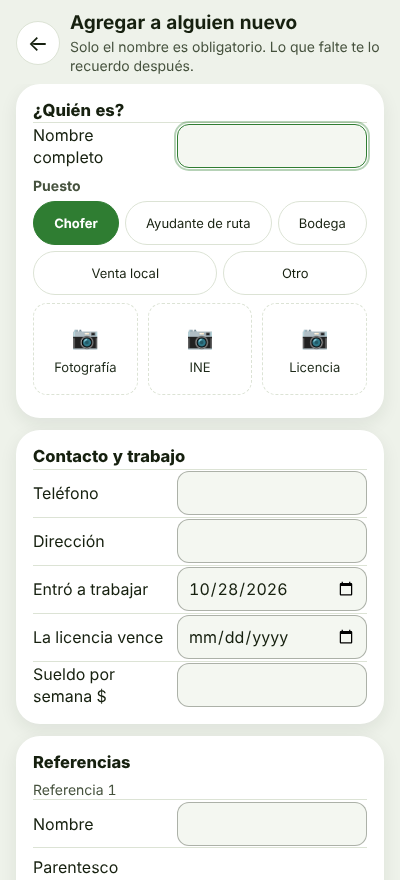 Agregar a alguien nuevo
Solo el nombre es obligatorio. Lo que falte te lo
recuerdo después.
¿Quién es?
Nombre
completo
Puesto
Chofer
Ayudante de ruta
Bodega
Venta local
Otro
Fotografía
INE
Licencia
Contacto y trabajo
Teléfono
Dirección
Entró a trabajar
10/28/2026
La licencia vence
mm/dd/yyyy
Sueldo por
semana $
Referencias
Referencia 1
Nombre
Parentesco